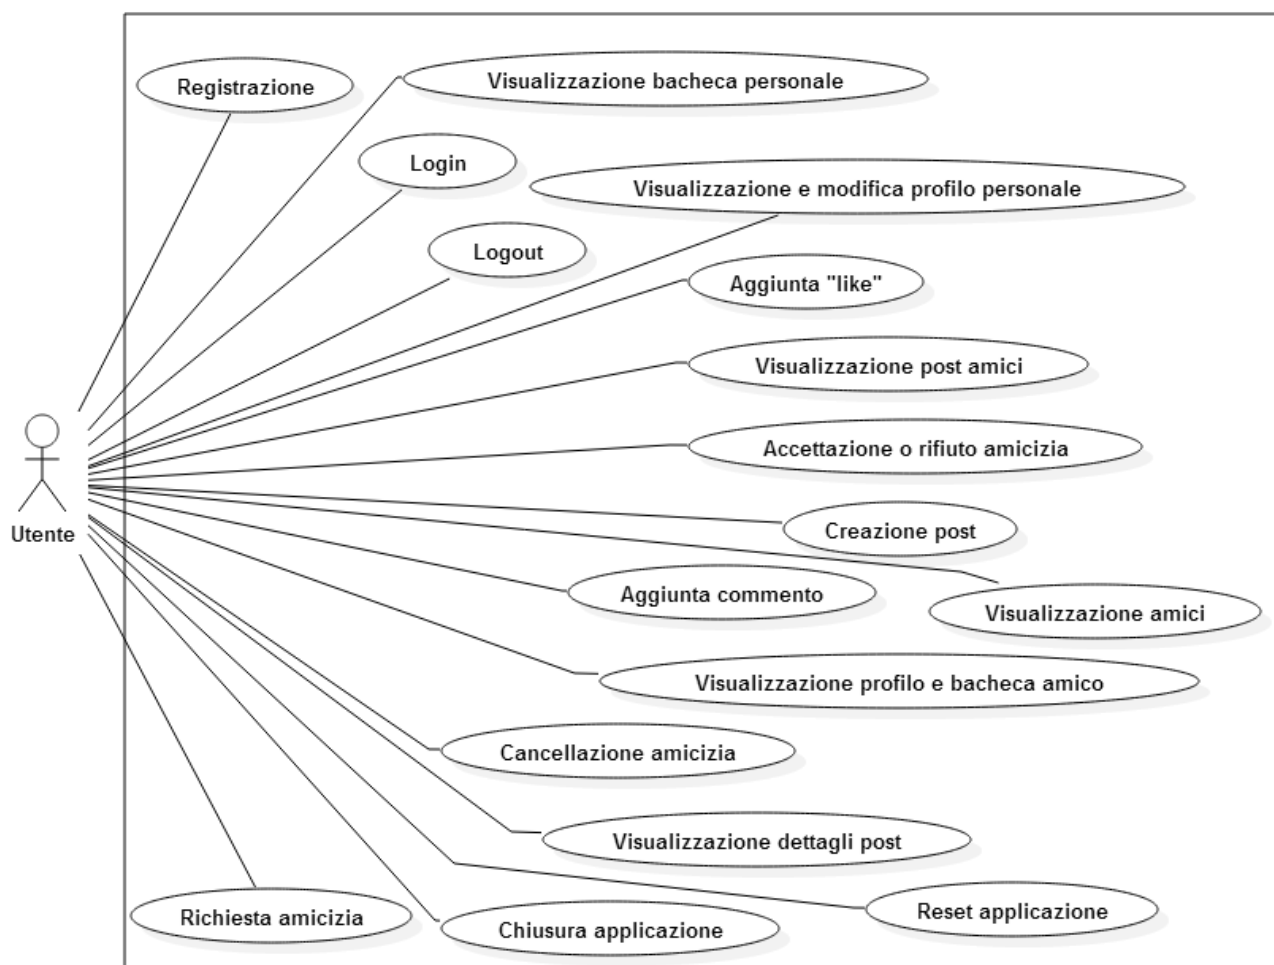 Registrazione
Visualizzazione bacheca personale
Login
Visualizzazione e modifica profilo personale
Logout
Aggiunta "like"
Visualizzazione post amici
Accettazione o rifiuto amicizia
Utente
Creazione post
Aggiunta commento
Visualizzazione amici
Visualizzazione profilo e bacheca amico
Cancellazione amicizia
Visualizzazione dettagli post
Richiesta amicizia
Chiusura applicazione
Reset applicazione